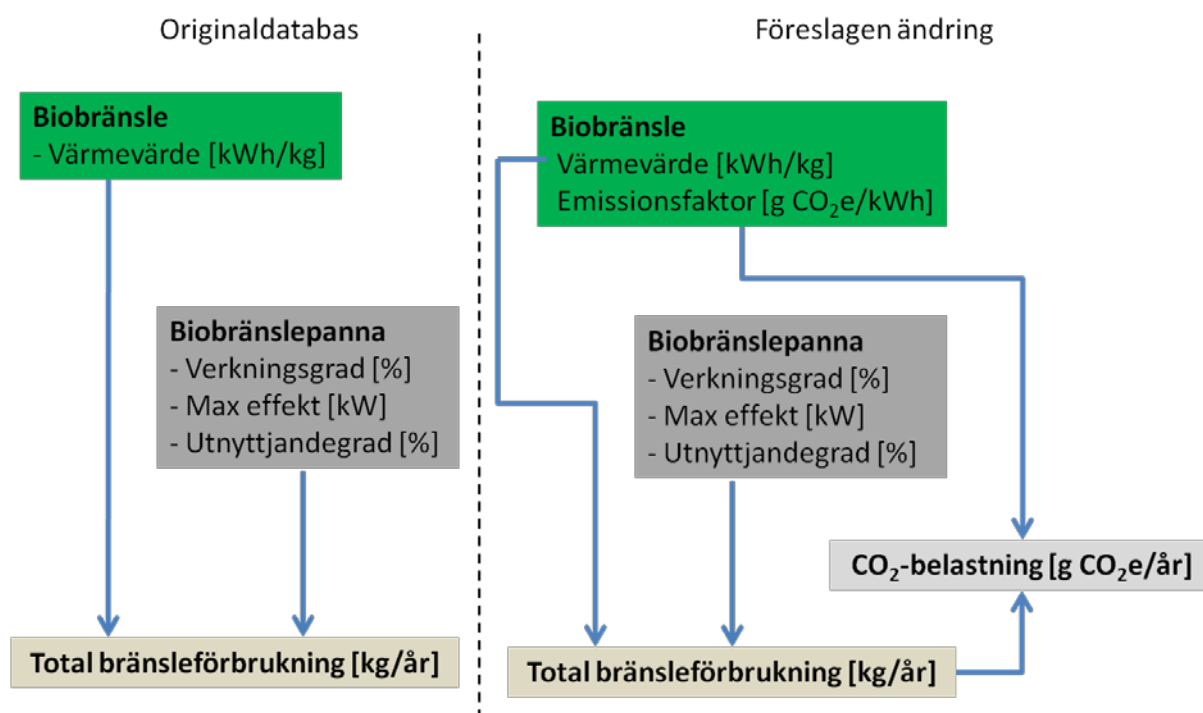 Originaldatabas
Biobränsle
- Värmevärde [kWh/kg]
Biobränslepanna
- Verkningsgrad [%]
- Max effekt [kW]
- Utnyttjandegrad [%]
Total bränsleförbrukning [kg/år]
Föreslagen ändring
Biobränsle
Värmevärde [kWh/kg]
Emissionsfaktor [g CO₂e/kWh]
Biobränslepanna
- Verkningsgrad [%]
- Max effekt [kW]
- Utnyttjandegrad [%]
CO₂-belastning [g CO₂e/år]
Total bränsleförbrukning [kg/år]